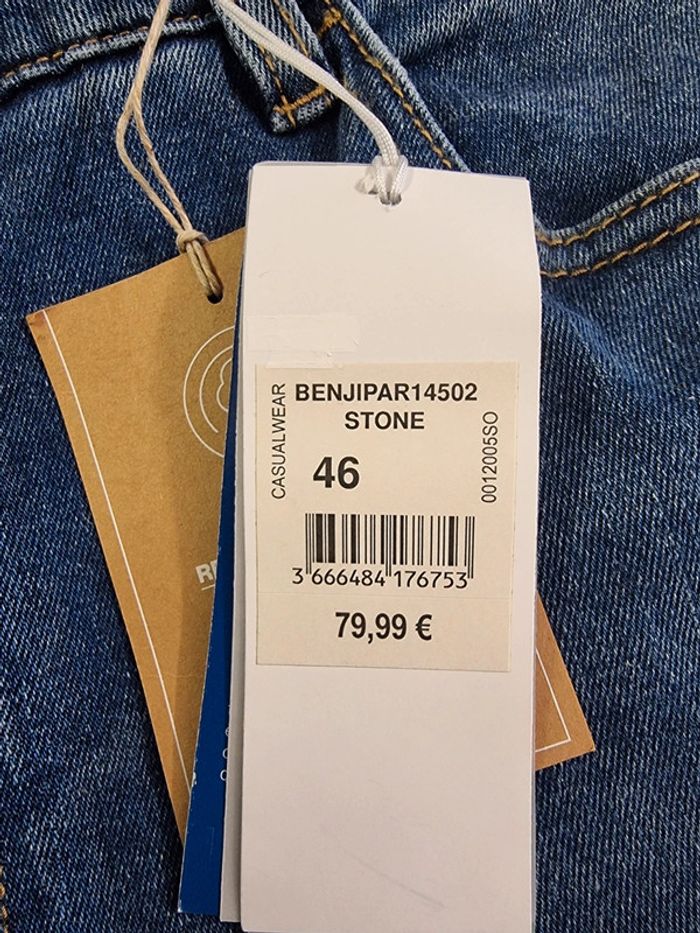 CASUALWEAR
BENJIPAR14502
STONE
46
0012005SO
3 666484 176753
79,99 €